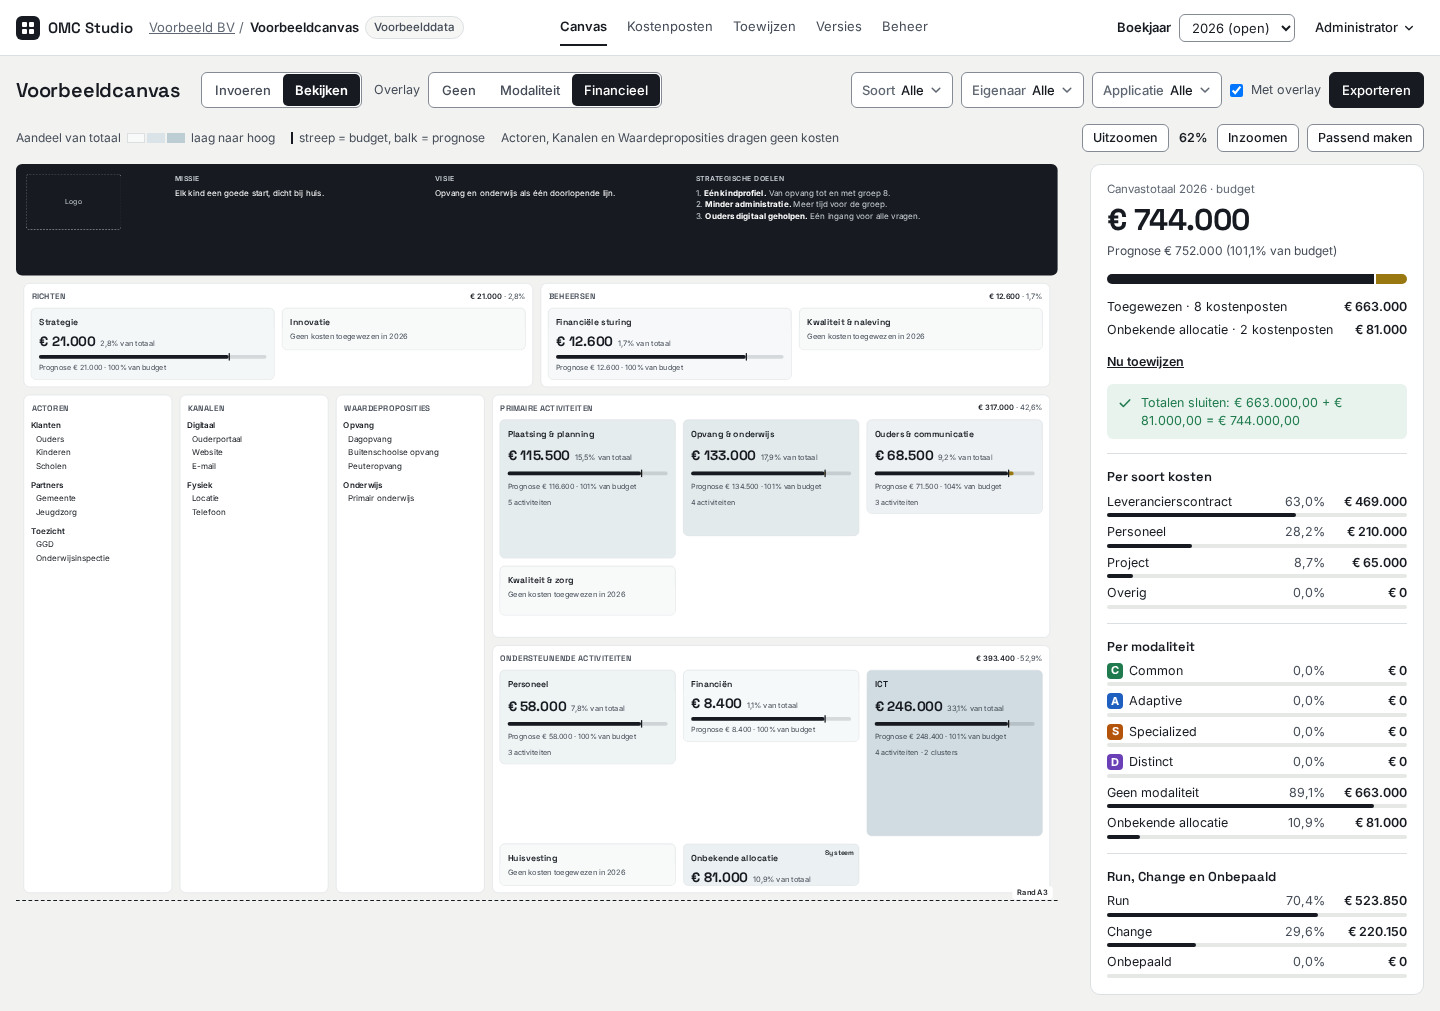 OMC Studio
Voorbeeld BV / Voorbeeldcanvas Voorbeelddata
Canvas Kostenposten Toewijzen Versies Beheer
Boekjaar 2026 (open) Administrator
Voorbeeldcanvas
Invoeren Bekijken Overlay Geen Modaliteit Financieel
Soort Alle Eigenaar Alle Applicatie Alle Met overlay Exporteren
Aandeel van totaal laag naar hoog streep = budget, balk = prognose Actoren, Kanalen en Waardeproposities dragen geen kosten
Uitzoomen 62% Inzoomen Passend maken
Logo
MISSIE
Elk kind een goede start, dicht bij huis.
VISIE
Opvang en onderwijs als één doorlopende lijn.
STRATEGISCHE DOELEN
1. Eén kindprofiel. Van opvang tot en met groep 8.
2. Minder administratie. Meer tijd voor de groep.
3. Ouders digitaal geholpen. Eén ingang voor alle vragen.
RICHTEN € 21.000 · 2,8%
Strategie
€ 21.000 2,8% van totaal
Prognose € 21.000 · 100% van budget
Innovatie
Geen kosten toegewezen in 2026
BEHEERSEN € 12.600 · 1,7%
Financiële sturing
€ 12.600 1,7% van totaal
Prognose € 12.600 · 100% van budget
Kwaliteit & naleving
Geen kosten toegewezen in 2026
ACTOREN
Klanten
Ouders
Kinderen
Scholen
Partners
Gemeente
Jeugdzorg
Toezicht
GGD
Onderwijsinspectie
KANALEN
Digitaal
Ouderportaal
Website
E-mail
Fysiek
Locatie
Telefoon
WAARDEPROPOSITIES
Opvang
Dagopvang
Buitenschoolse opvang
Peuteropvang
Onderwijs
Primair onderwijs
PRIMAIRE ACTIVITEITEN € 317.000 · 42,6%
Plaatsing & planning
€ 115.500 15,5% van totaal
Prognose € 116.600 · 101% van budget
5 activiteiten
Opvang & onderwijs
€ 133.000 17,9% van totaal
Prognose € 134.500 · 101% van budget
4 activiteiten
Ouders & communicatie
€ 68.500 9,2% van totaal
Prognose € 71.500 · 104% van budget
3 activiteiten
Kwaliteit & zorg
Geen kosten toegewezen in 2026
ONDERSTEUNENDE ACTIVITEITEN € 393.400 · 52,9%
Personeel
€ 58.000 7,8% van totaal
Prognose € 58.000 · 100% van budget
3 activiteiten
Financiën
€ 8.400 1,1% van totaal
Prognose € 8.400 · 100% van budget
ICT
€ 246.000 33,1% van totaal
Prognose € 248.400 · 101% van budget
4 activiteiten · 2 clusters
Huisvesting
Geen kosten toegewezen in 2026
Systeem
Onbekende allocatie
€ 81.000 10,9% van totaal
Rand A3
Canvastotaal 2026 · budget
€ 744.000
Prognose € 752.000 (101,1% van budget)
Toegewezen · 8 kostenposten € 663.000
Onbekende allocatie · 2 kostenposten € 81.000
Nu toewijzen
Totalen sluiten: € 663.000,00 + €
81.000,00 = € 744.000,00
Per soort kosten
Leverancierscontract 63,0% € 469.000
Personeel 28,2% € 210.000
Project 8,7% € 65.000
Overig 0,0% € 0
Per modaliteit
C Common 0,0% € 0
A Adaptive 0,0% € 0
S Specialized 0,0% € 0
D Distinct 0,0% € 0
Geen modaliteit 89,1% € 663.000
Onbekende allocatie 10,9% € 81.000
Run, Change en Onbepaald
Run 70,4% € 523.850
Change 29,6% € 220.150
Onbepaald 0,0% € 0